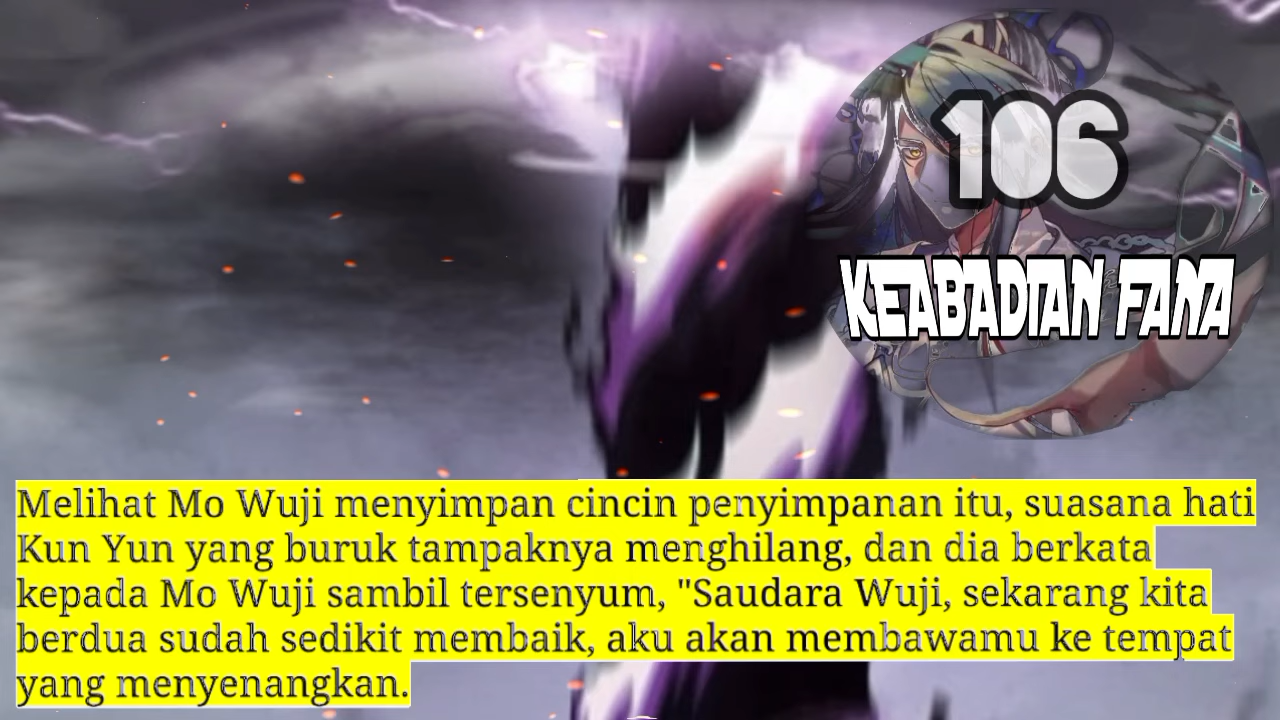 106
KEABADIAN FANA
Melihat Mo Wuji menyimpan cincin penyimpanan itu, suasana hati
Kun Yun yang buruk tampaknya menghilang, dan dia berkata
kepada Mo Wuji sambil tersenyum, "Saudara Wuji, sekarang kita
berdua sudah sedikit membaik, aku akan membawamu ke tempat
yang menyenangkan.